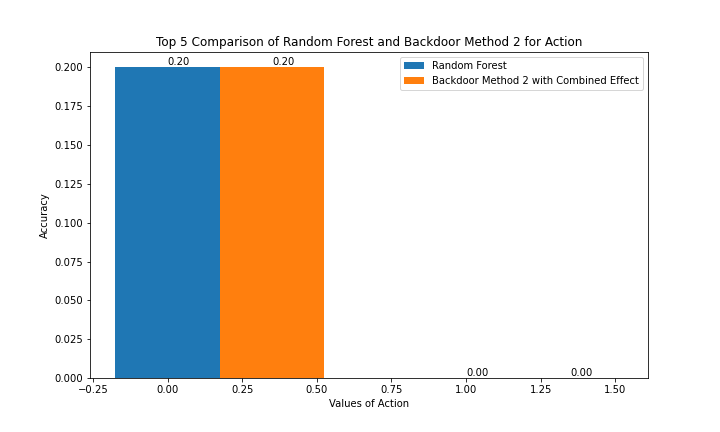 Top 5 Comparison of Random Forest and Backdoor Method 2 for Action
Random Forest
Backdoor Method 2 with Combined Effect
0.20 0.20
0.00 0.00
0.200
0.175
0.150
0.125
0.100
0.075
0.050
0.025
0.000
Accuracy
−0.25 0.00 0.25 0.50 0.75 1.00 1.25 1.50
Values of Action